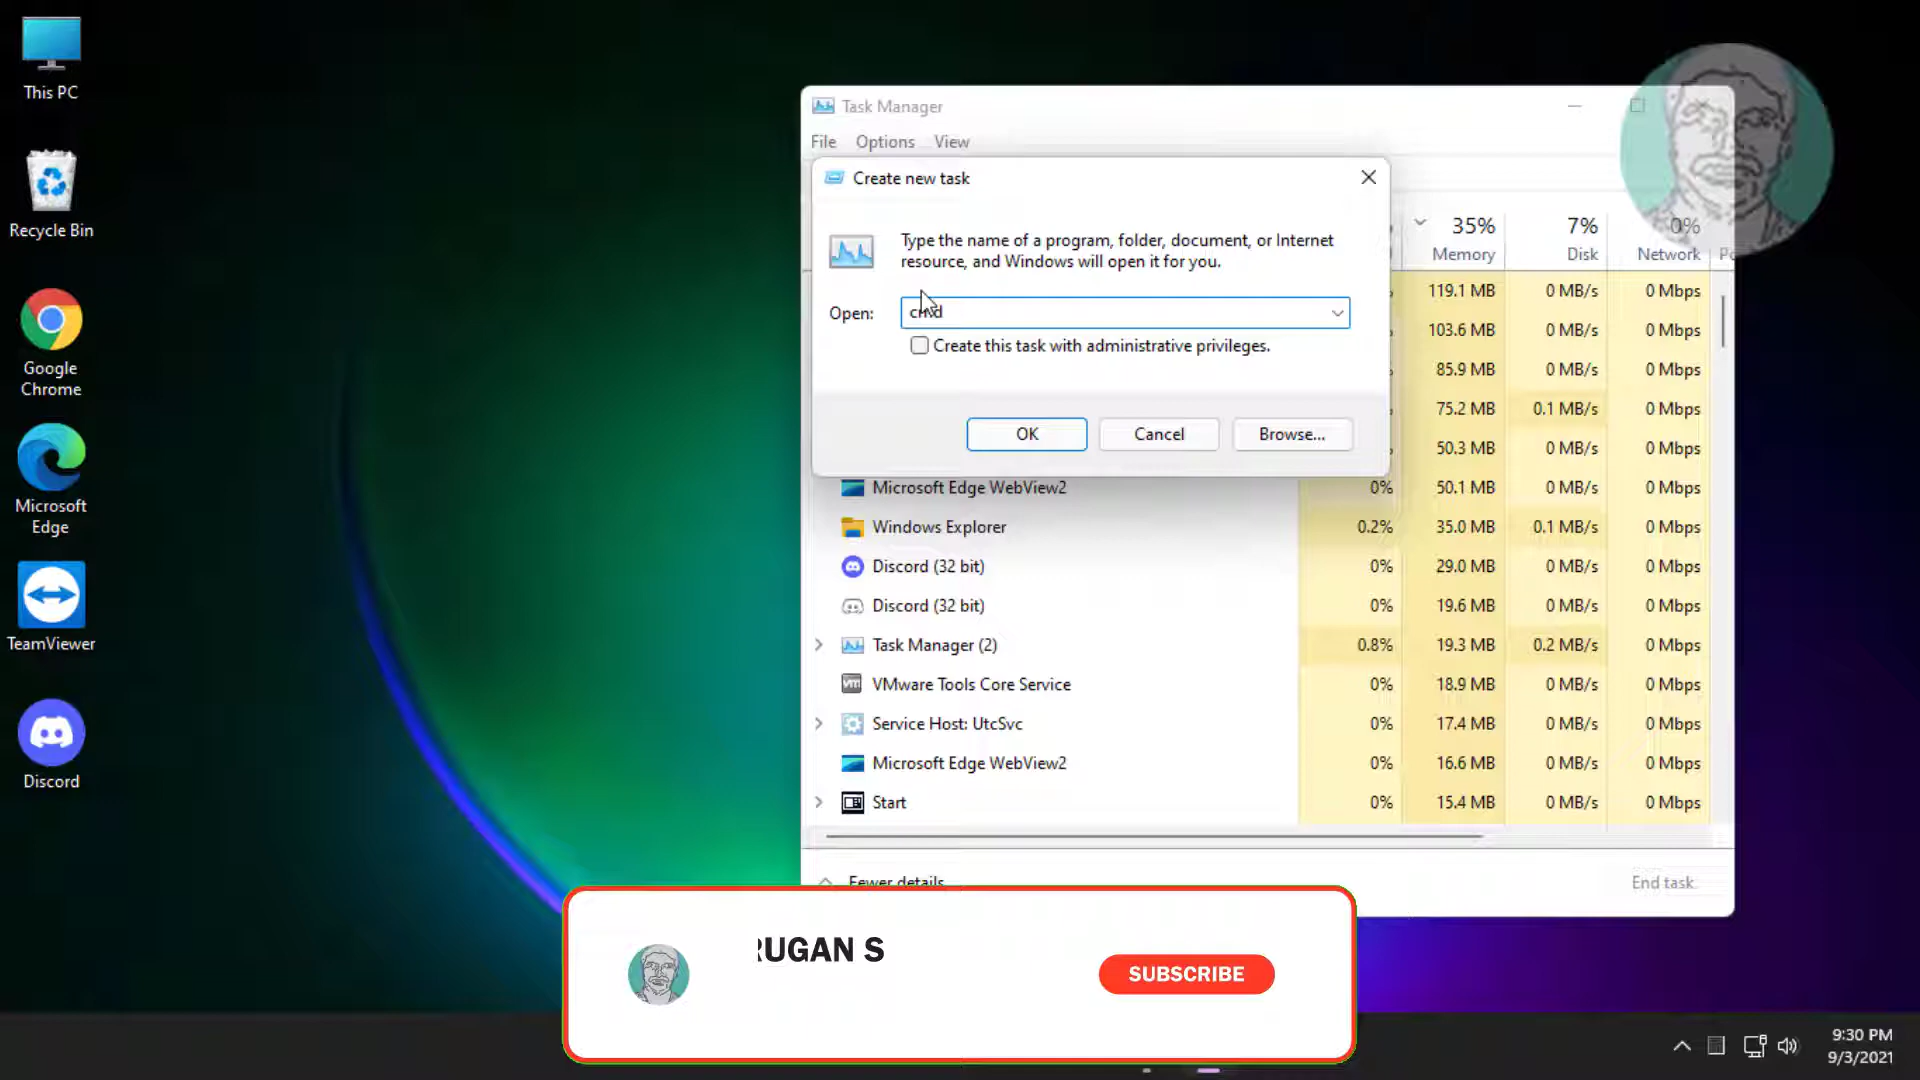 This PC
Recycle Bin
Google
Chrome
Microsoft
Edge
TeamViewer
Discord
Task Manager
File Options View
Create new task
Type the name of a program, folder, document, or Internet
resource, and Windows will open it for you.
Open: cmd
Create this task with administrative privileges.
OK Cancel Browse...
35% 7% 0%
Memory Disk Network
119.1 MB 0 MB/s 0 Mbps
103.6 MB 0 MB/s 0 Mbps
85.9 MB 0 MB/s 0 Mbps
75.2 MB 0.1 MB/s 0 Mbps
50.3 MB 0 MB/s 0 Mbps
Microsoft Edge WebView2 0% 50.1 MB 0 MB/s 0 Mbps
Windows Explorer 0.2% 35.0 MB 0.1 MB/s 0 Mbps
Discord (32 bit) 0% 29.0 MB 0 MB/s 0 Mbps
Discord (32 bit) 0% 19.6 MB 0 MB/s 0 Mbps
Task Manager (2) 0.8% 19.3 MB 0.2 MB/s 0 Mbps
vm VMware Tools Core Service 0% 18.9 MB 0 MB/s 0 Mbps
Service Host: UtcSvc 0% 17.4 MB 0 MB/s 0 Mbps
Microsoft Edge WebView2 0% 16.6 MB 0 MB/s 0 Mbps
Start 0% 15.4 MB 0 MB/s 0 Mbps
Fewer details End task
RUGAN S
SUBSCRIBE
9:30 PM
9/3/2021